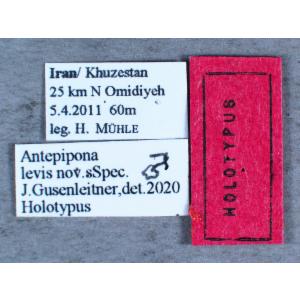 Iran/ Khuzestan
25 km N Omidiyeh
5.4.2011 60m
leg. H. MÜHLE
Antepipona
levis nov. sSpec.
J.Gusenleitner,det.2020
Holotypus
HOLOTYPUS